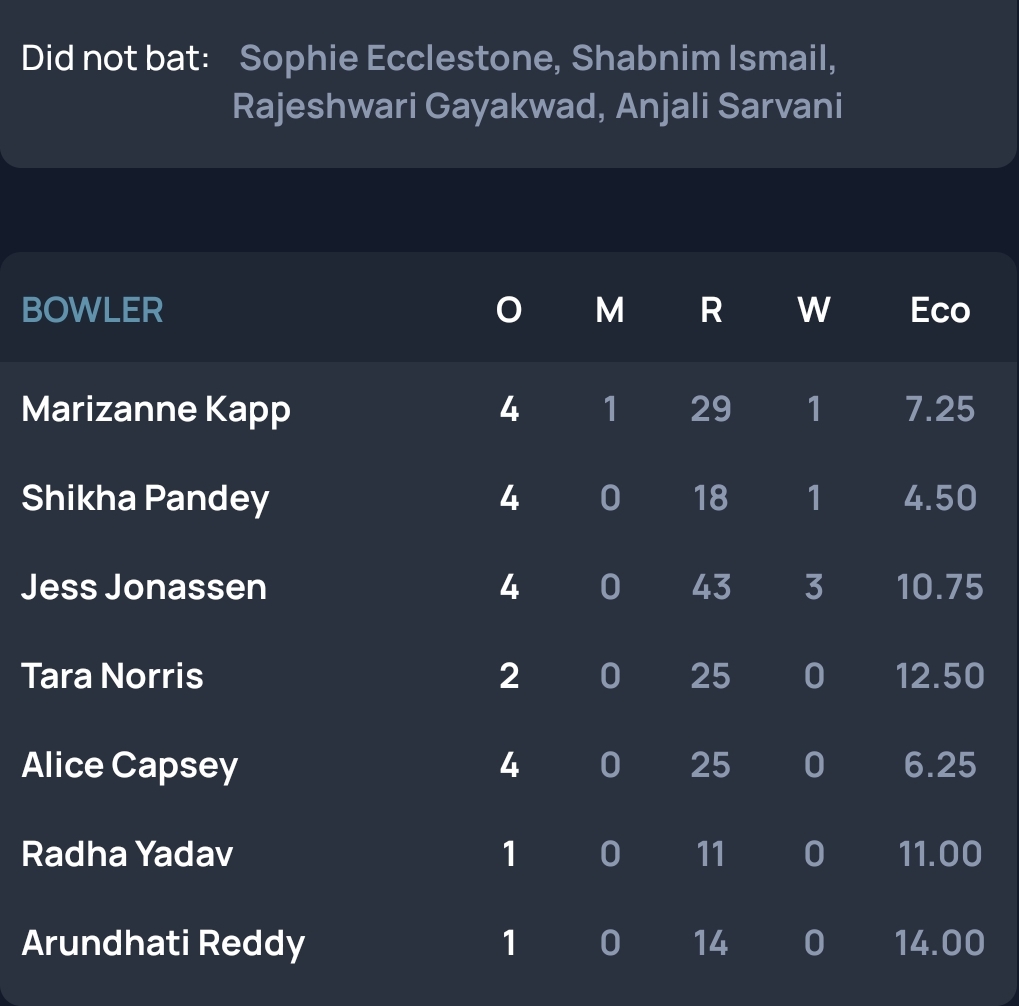 Did not bat: Sophie Ecclestone, Shabnim Ismail,
Rajeshwari Gayakwad, Anjali Sarvani
BOWLER O M R W Eco
Marizanne Kapp 4 1 29 1 7.25
Shikha Pandey 4 0 18 1 4.50
Jess Jonassen 4 0 43 3 10.75
Tara Norris 2 0 25 0 12.50
Alice Capsey 4 0 25 0 6.25
Radha Yadav 1 0 11 0 11.00
Arundhati Reddy 1 0 14 0 14.00